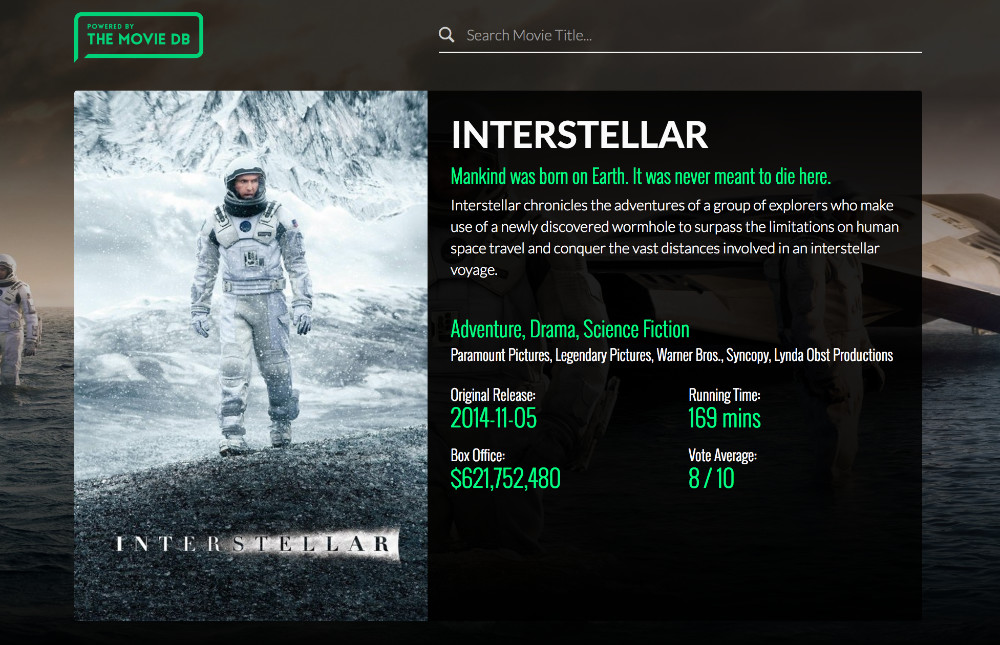 POWERED BY
THE MOVIE DB
Search Movie Title...
INTERSTELLAR
INTERSTELLAR
Mankind was born on Earth. It was never meant to die here.
Interstellar chronicles the adventures of a group of explorers who make
use of a newly discovered wormhole to surpass the limitations on human
space travel and conquer the vast distances involved in an interstellar
voyage.
Adventure, Drama, Science Fiction
Paramount Pictures, Legendary Pictures, Warner Bros., Syncopy, Lynda Obst Productions
Original Release:
2014-11-05
Running Time:
169 mins
Box Office:
$621,752,480
Vote Average:
8 / 10